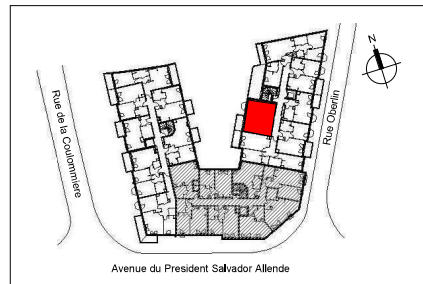 Rue de la Coulommiere
Rue Oberlin
N
Avenue du President Salvador Allende